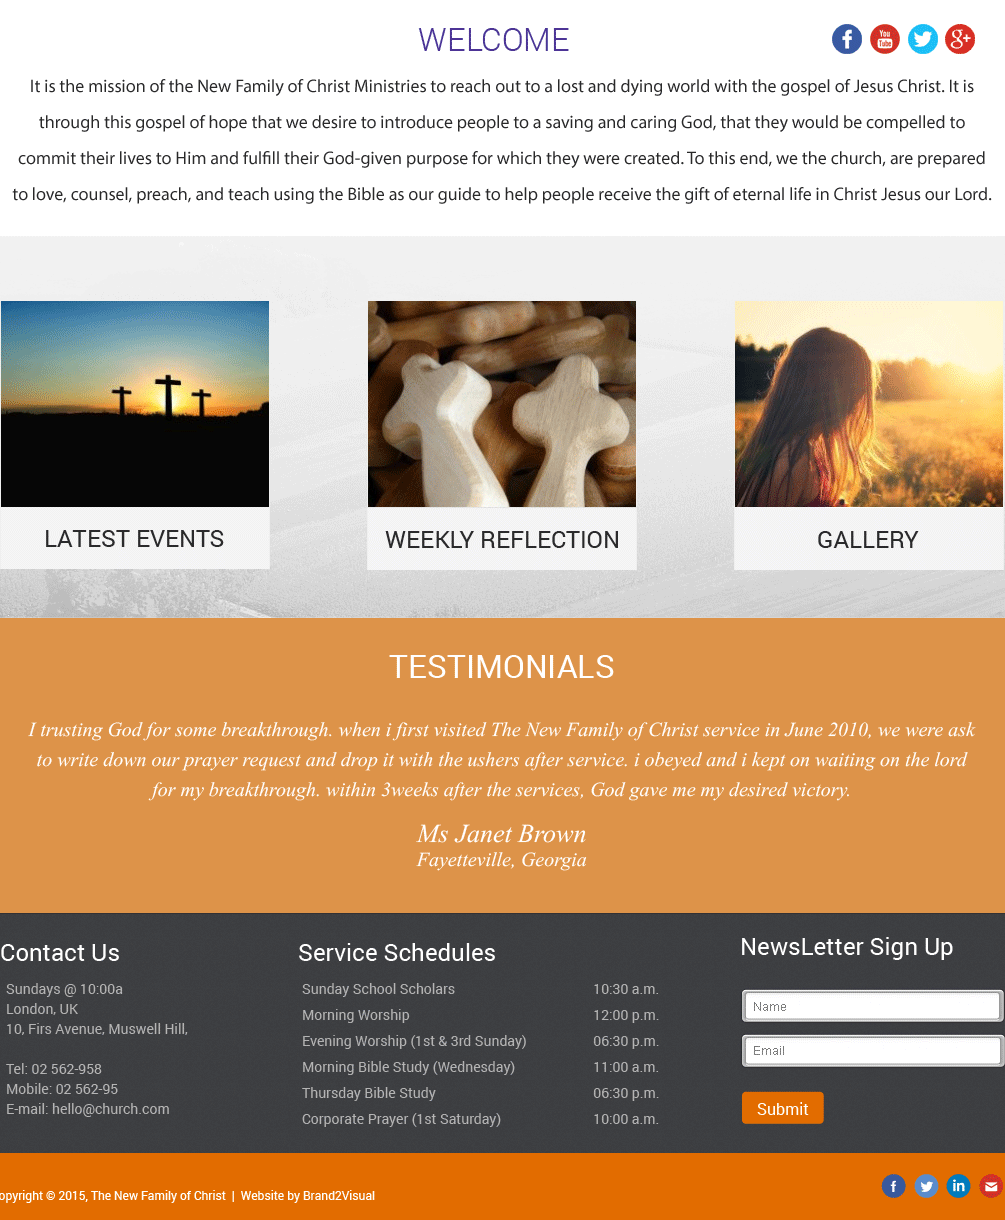 WELCOME
You
Tube
It is the mission of the New Family of Christ Ministries to reach out to a lost and dying world with the gospel of Jesus Christ. It is
through this gospel of hope that we desire to introduce people to a saving and caring God, that they would be compelled to
commit their lives to Him and fulfill their God-given purpose for which they were created. To this end, we the church, are prepared
to love, counsel, preach, and teach using the Bible as our guide to help people receive the gift of eternal life in Christ Jesus our Lord.
LATEST EVENTS
WEEKLY REFLECTION
GALLERY
TESTIMONIALS
I trusting God for some breakthrough. when i first visited The New Family of Christ service in June 2010, we were ask
to write down our prayer request and drop it with the ushers after service. i obeyed and i kept on waiting on the lord
for my breakthrough. within 3weeks after the services, God gave me my desired victory.
Ms Janet Brown
Fayetteville, Georgia
Contact Us
Sundays @ 10:00a
London, UK
10, Firs Avenue, Muswell Hill,
Tel: 02 562-958
Mobile: 02 562-95
E-mail: hello@church.com
Service Schedules
Sunday School Scholars 10:30 a.m.
Morning Worship 12:00 p.m.
Evening Worship (1st & 3rd Sunday) 06:30 p.m.
Morning Bible Study (Wednesday) 11:00 a.m.
Thursday Bible Study 06:30 p.m.
Corporate Prayer (1st Saturday) 10:00 a.m.
NewsLetter Sign Up
Name
Email
Submit
opyright © 2015, The New Family of Christ | Website by Brand2Visual